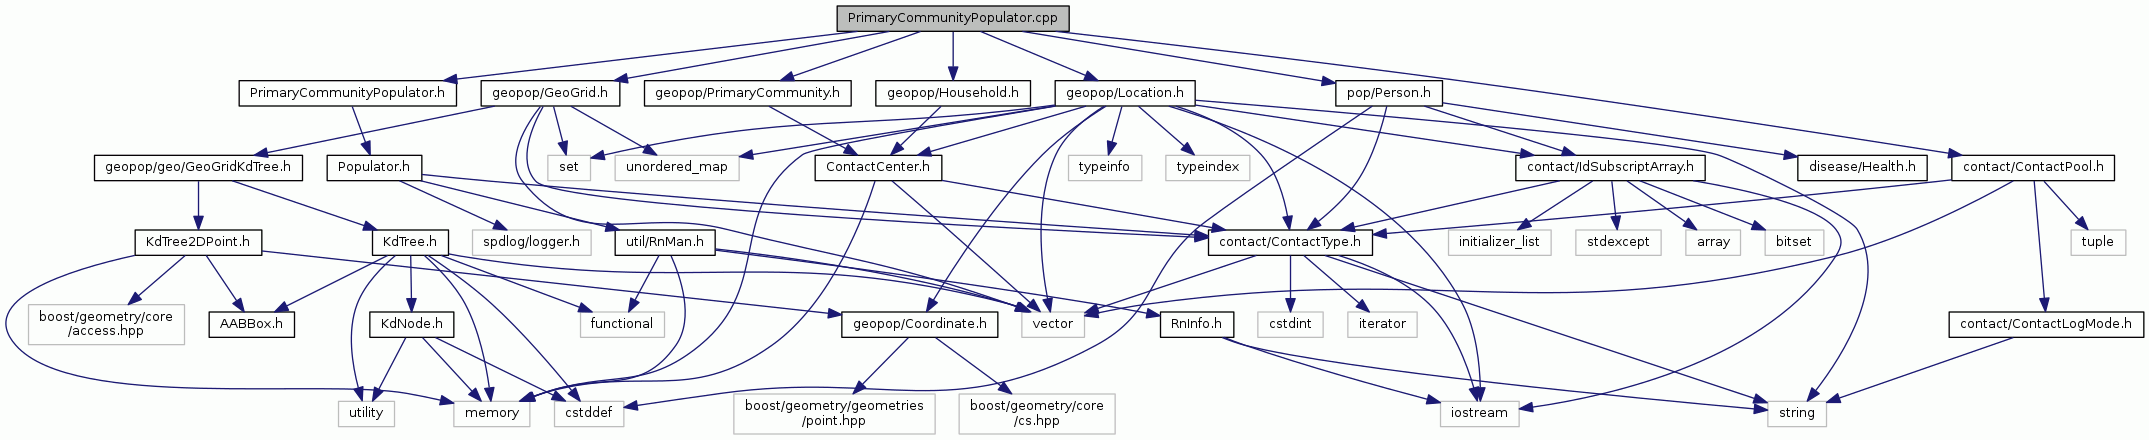 PrimaryCommunityPopulator.cpp
PrimaryCommunityPopulator.h
geopop/GeoGrid.h
geopop/PrimaryCommunity.h
geopop/Household.h
geopop/Location.h
pop/Person.h
geopop/geo/GeoGridKdTree.h
Populator.h
set
unordered_map
ContactCenter.h
typeinfo
typeindex
contact/IdSubscriptArray.h
disease/Health.h
contact/ContactPool.h
KdTree2DPoint.h
KdTree.h
spdlog/logger.h
util/RnMan.h
contact/ContactType.h
initializer_list
stdexcept
array
bitset
tuple
boost/geometry/core
/access.hpp
AABBox.h
KdNode.h
functional
geopop/Coordinate.h
vector
RnInfo.h
cstdint
iterator
contact/ContactLogMode.h
utility
memory
cstddef
boost/geometry/geometries
/point.hpp
boost/geometry/core
/cs.hpp
iostream
string